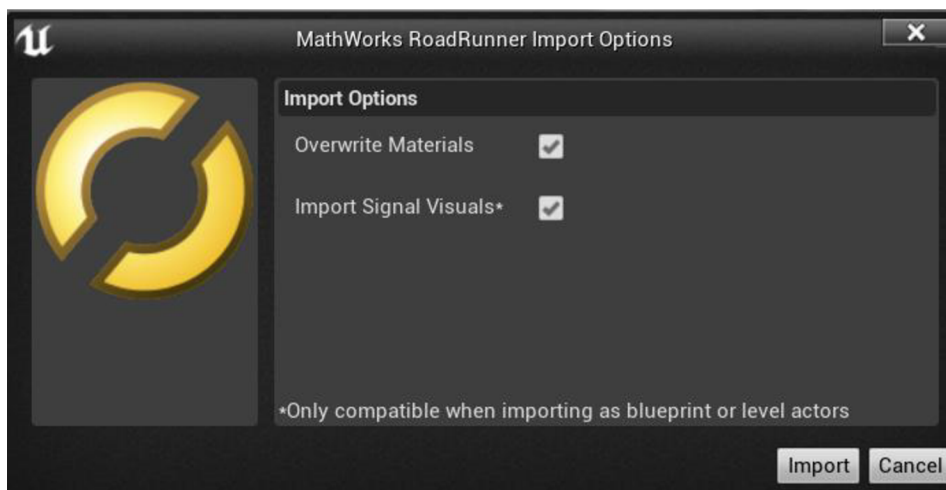 MathWorks RoadRunner Import Options
Import Options
Overwrite Materials
Import Signal Visuals*
*Only compatible when importing as blueprint or level actors
Import Cancel